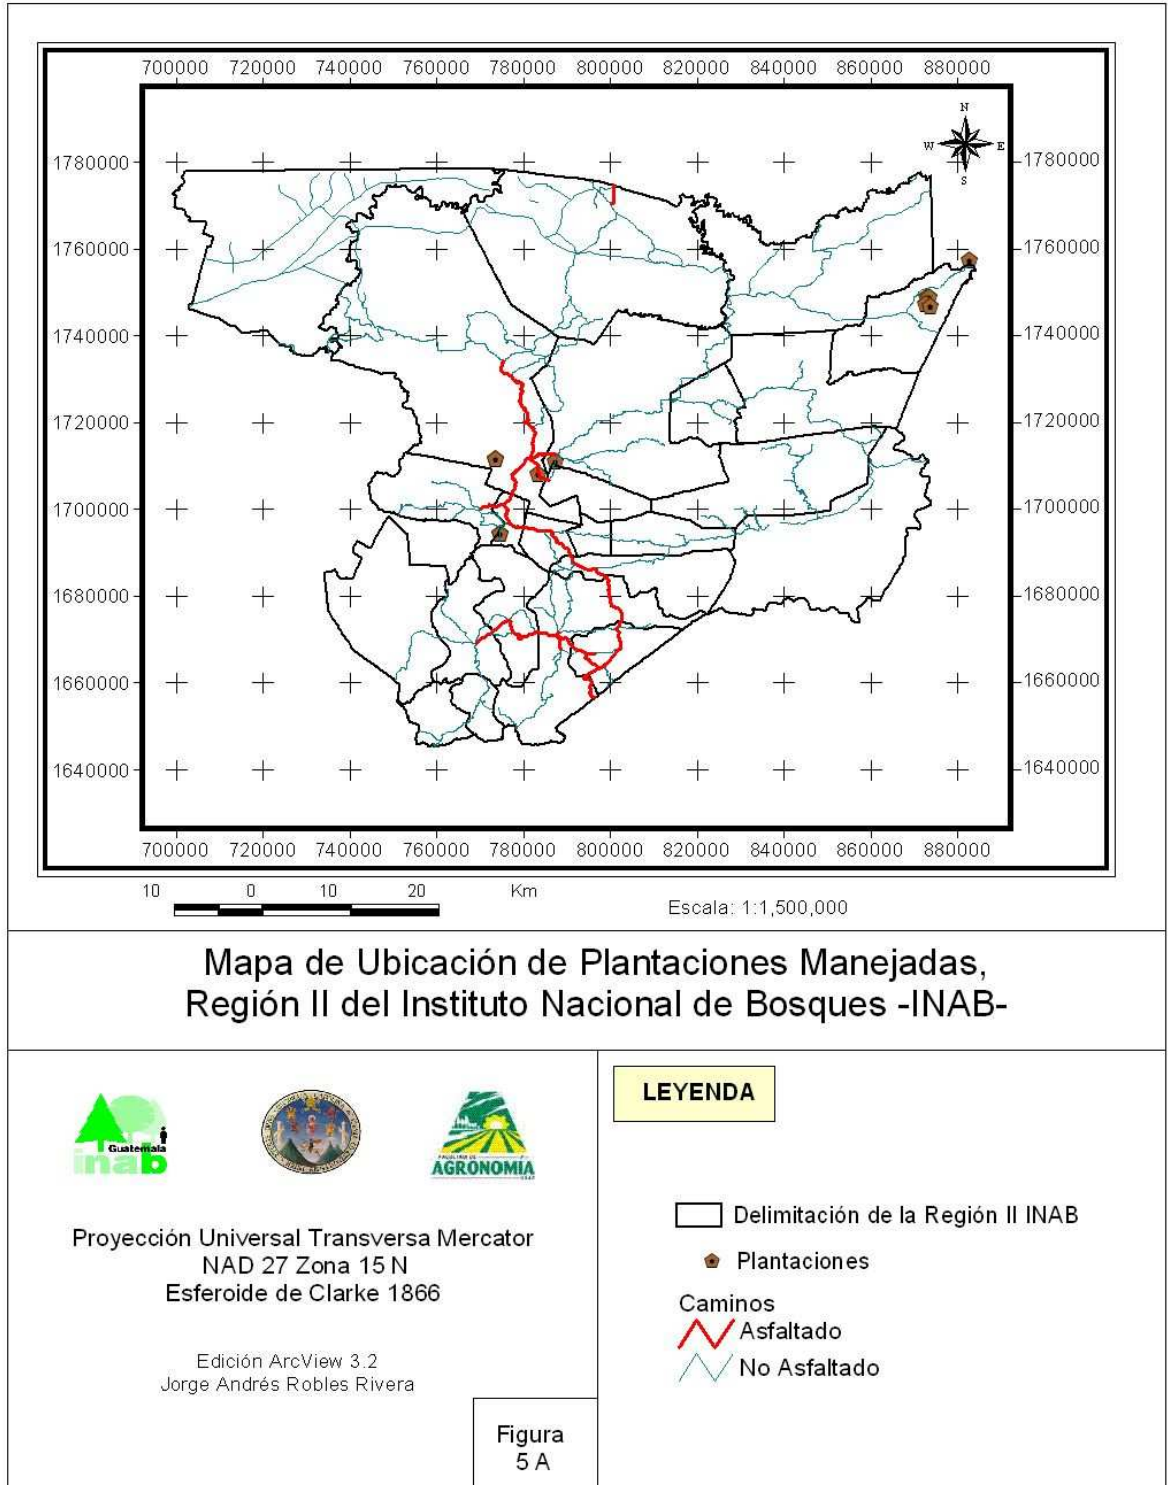 700000 720000 740000 760000 780000 800000 820000 840000 860000 880000
N
W E
S
1780000 1780000
1760000 1760000
1740000 1740000
1720000 1720000
1700000 1700000
1680000 1680000
1660000 1660000
1640000 1640000
700000 720000 740000 760000 780000 800000 820000 840000 860000 880000
10 0 10 20 Km
Escala: 1:1,500,000
Mapa de Ubicación de Plantaciones Manejadas,
Región II del Instituto Nacional de Bosques -INAB-
Guatemala
inab
FACULTAD DE
AGRONOMIA
Proyección Universal Transversa Mercator
NAD 27 Zona 15 N
Esferoide de Clarke 1866
Edición ArcView 3.2
Jorge Andrés Robles Rivera
Figura
5 A
LEYENDA
Delimitación de la Región II INAB
Plantaciones
Caminos
Asfaltado
No Asfaltado